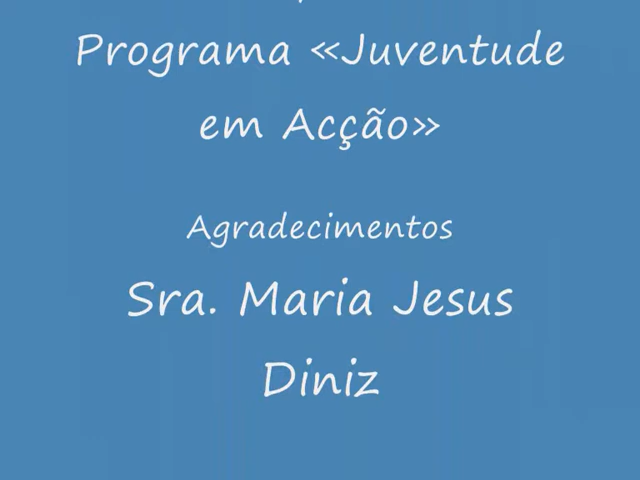 Programa «Juventude
em Acção»
Agradecimentos
Sra. Maria Jesus
Diniz